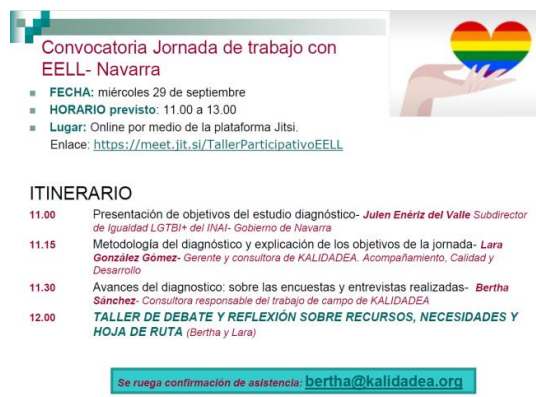 Convocatoria Jornada de trabajo con
EELL- Navarra
FECHA: miércoles 29 de septiembre
HORARIO previsto: 11.00 a 13.00
Lugar: Online por medio de la plataforma Jitsi.
Enlace: https://meet.jit.si/TallerParticipativoEELL
ITINERARIO
11.00 Presentación de objetivos del estudio diagnóstico- Julen Enériz del Valle Subdirector
de Igualdad LGTBI+ del INAI- Gobierno de Navarra
11.15 Metodología del diagnóstico y explicación de los objetivos de la jornada- Lara
González Gómez- Gerente y consultora de KALIDADEA. Acompañamiento, Calidad y
Desarrollo
11.30 Avances del diagnostico: sobre las encuestas y entrevistas realizadas- Bertha
Sánchez- Consultora responsable del trabajo de campo de KALIDADEA
12.00 TALLER DE DEBATE Y REFLEXIÓN SOBRE RECURSOS, NECESIDADES Y
HOJA DE RUTA (Bertha y Lara)
Se ruega confirmación de asistencia: bertha@kalidadea.org